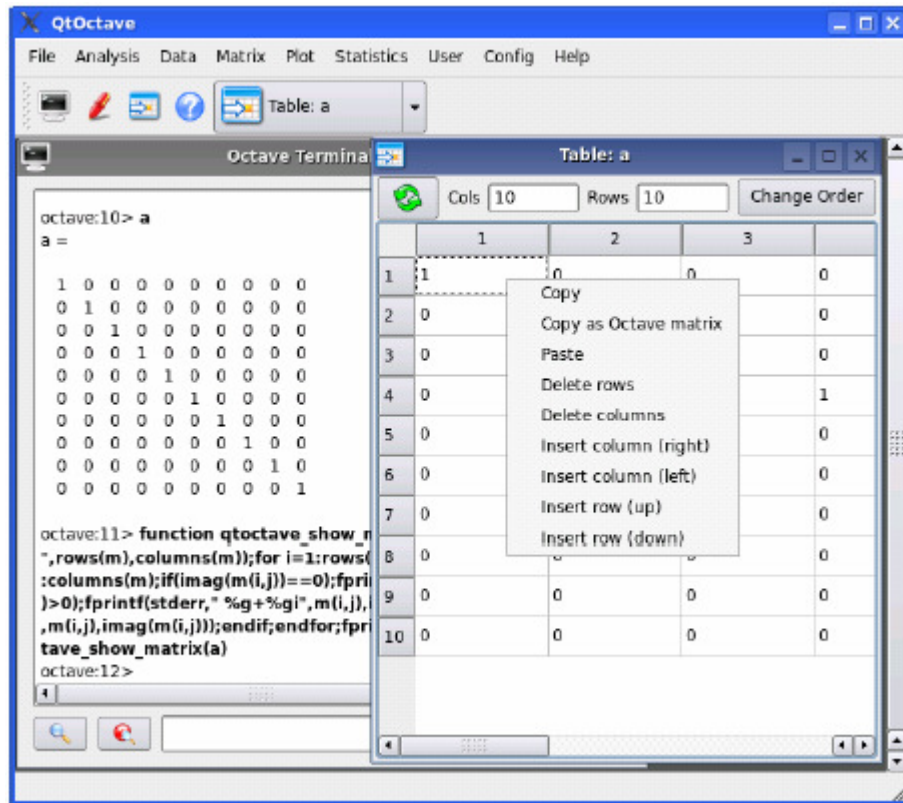 QtOctave
File Analysis Data Matrix Plot Statistics User Config Help
Table: a
Octave Termina
octave:10> a
a =
1 0 0 0 0 0 0 0 0 0
0 1 0 0 0 0 0 0 0 0
0 0 1 0 0 0 0 0 0 0
0 0 0 1 0 0 0 0 0 0
0 0 0 0 1 0 0 0 0 0
0 0 0 0 0 1 0 0 0 0
0 0 0 0 0 0 1 0 0 0
0 0 0 0 0 0 0 1 0 0
0 0 0 0 0 0 0 0 1 0
0 0 0 0 0 0 0 0 0 1
octave:11> function qtoctave_show_m
",rows(m),columns(m));for i=1:rows(
:columns(m);if(imag(m(i,j))==0);fpri
)>0);fprintf(stderr," %g+%gi",m(i,j),i
,m(i,j),imag(m(i,j)));endif;endfor;fpri
tave_show_matrix(a)
octave:12>
Table: a
Cols 10 Rows 10 Change Order
1 2 3
1 1 0 0 0
2 0 0
3 0 0
4 0 1
5 0 0
6 0 0
7 0 0
8 0 0 0 0
9 0 0 0 0
10 0 0 0 0
Copy
Copy as Octave matrix
Paste
Delete rows
Delete columns
Insert column (right)
Insert column (left)
Insert row (up)
Insert row (down)